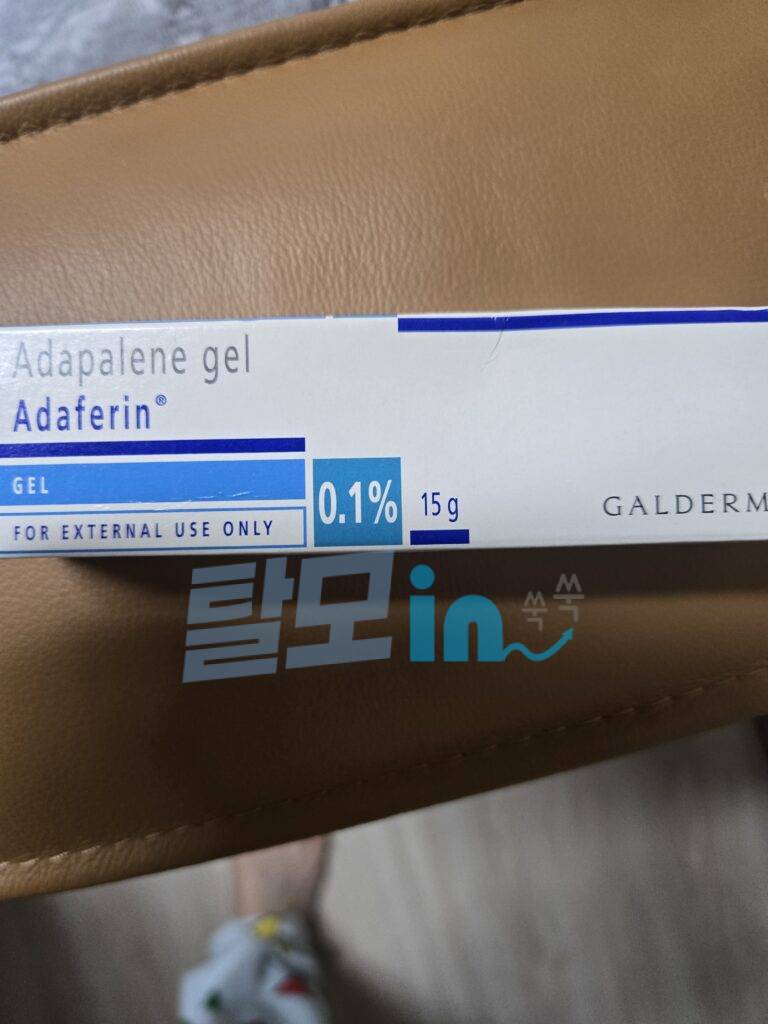 Adapalene gel
Adaferin®
GEL
0.1%
15 g
FOR EXTERNAL USE ONLY
GALDERM
탈모in
쑥쑥